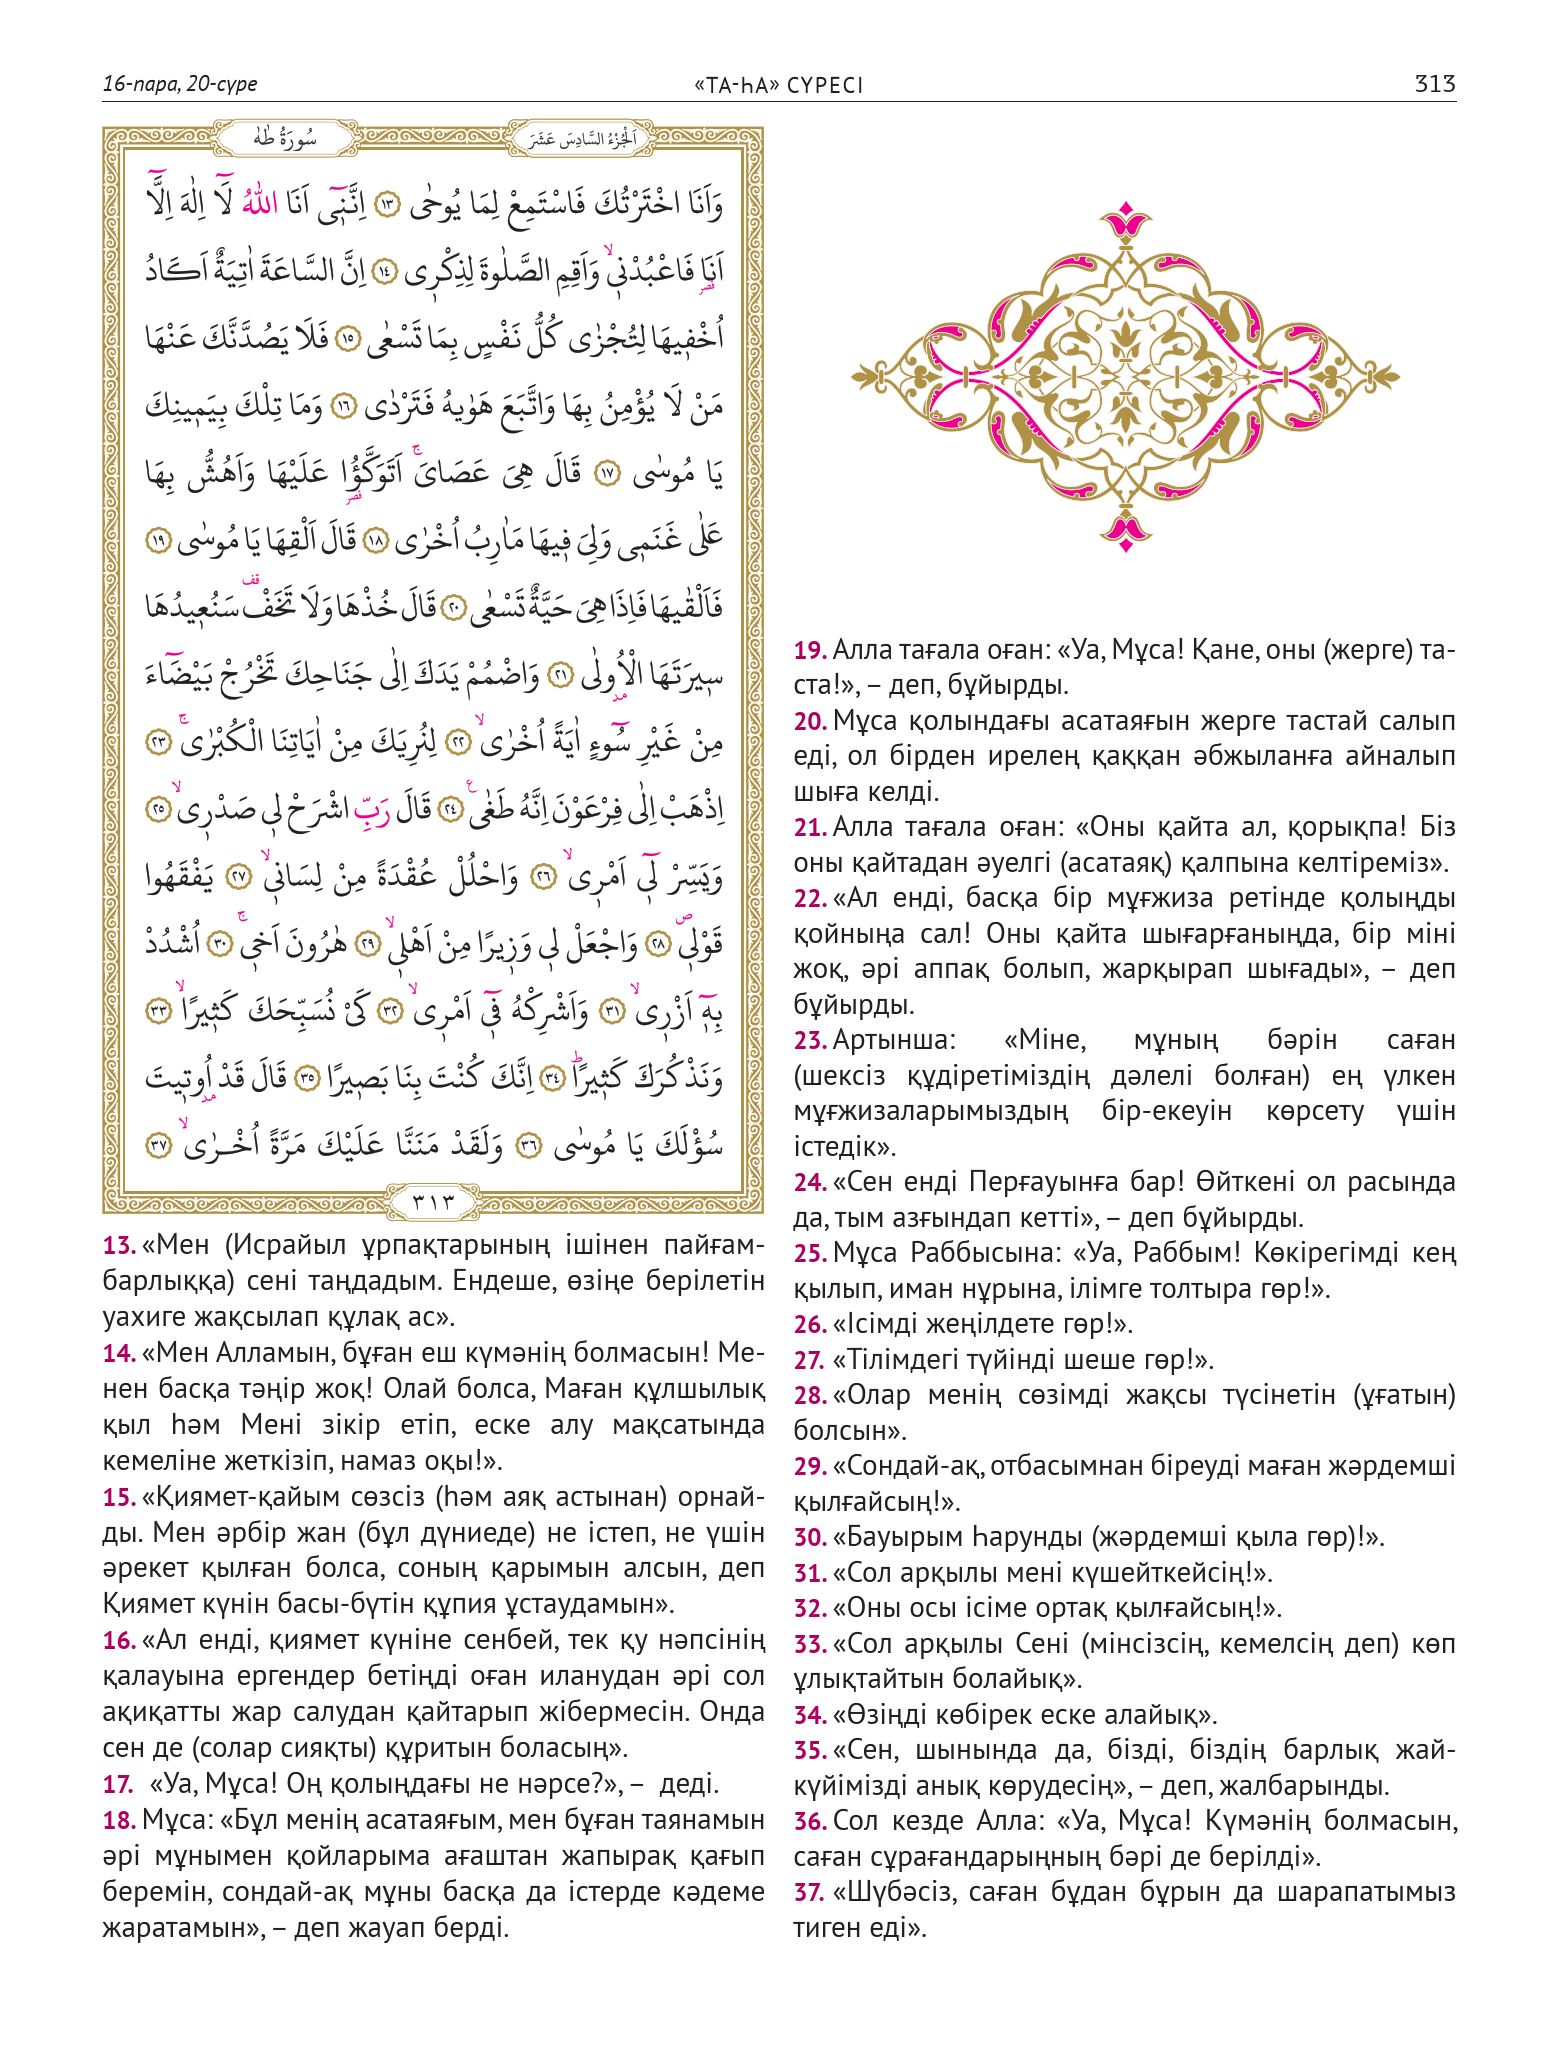 16-пара, 20-сүре
«ТА-ҺА» СҮРЕСІ
313
سُورَةُ طٰهٰ
اَلْجُزْءُ السَّادِسَ عَشَرَ
وَاَنَا اخْتَرْتُكَ فَاسْتَمِعْ لِمَا يُوحٰى ١٣ اِنَّنٖٓى اَنَا اللّٰهُ لَٓا اِلٰهَ اِلَّٓا
اَنَا۬ فَاعْبُدْنٖىۙ وَاَقِمِ الصَّلٰوةَ لِذِكْرٖى ١٤ اِنَّ السَّاعَةَ اٰتِيَةٌ اَكَادُ
اُخْفٖيهَا لِتُجْزٰى كُلُّ نَفْسٍ بِمَا تَسْعٰى ١٥ فَلَا يَصُدَّنَّكَ عَنْهَا
مَنْ لَا يُؤْمِنُ بِهَا وَاتَّبَعَ هَوٰيهُ فَتَرْدٰى ١٦ وَمَا تِلْكَ بِيَمٖينِكَ
يَا مُوسٰى ١٧ قَالَ هِىَ عَصَاىَۚ اَتَوَكَّؤُ۬ا عَلَيْهَا وَاَهُشُّ بِهَا
عَلٰى غَنَمٖى وَلِىَ فٖيهَا مَاٰرِبُ اُخْرٰى ١٨ قَالَ اَلْقِهَا يَا مُوسٰى ١٩
فَاَلْقٰيهَا فَاِذَا هِىَ حَيَّةٌ تَسْعٰى ٢٠ قَالَ خُذْهَا وَلَا تَخَفْ سَنُعٖيدُهَا
سٖيرَتَهَا الْاُو۫لٰى ٢١ وَاضْمُمْ يَدَكَ اِلٰى جَنَاحِكَ تَخْرُجْ بَيْضَٓاءَ
مِنْ غَيْرِ سُٓوءٍ اٰيَةً اُخْرٰىۙ ٢٢ لِنُرِيَكَ مِنْ اٰيَاتِنَا الْكُبْرٰىۚ ٢٣
اِذْهَبْ اِلٰى فِرْعَوْنَ اِنَّهُ طَغٰى ٢٤ قَالَ رَبِّ اشْرَحْ لٖى صَدْرٖىۙ ٢٥
وَيَسِّرْ لٖٓى اَمْرٖىۙ ٢٦ وَاحْلُلْ عُقْدَةً مِنْ لِسَانٖىۙ ٢٧ يَفْقَهُوا
قَوْلٖى ٢٨ وَاجْعَلْ لٖى وَزٖيرًا مِنْ اَهْلٖىۙ ٢٩ هٰرُونَ اَخٖىۚ ٣٠ اُشْدُدْ
بِهٖٓ اَزْرٖىۙ ٣١ وَاَشْرِكْهُ فٖٓى اَمْرٖىۙ ٣٢ كَىْ نُسَبِّحَكَ كَثٖيرًاۙ ٣٣
وَنَذْكُرَكَ كَثٖيرًاؕ ٣٤ اِنَّكَ كُنْتَ بِنَا بَصٖيرًا ٣٥ قَالَ قَدْ اُو۫تٖيتَ
سُؤْلَكَ يَا مُوسٰى ٣٦ وَلَقَدْ مَنَنَّا عَلَيْكَ مَرَّةً اُخْرٰىۙ ٣٧
٣١٣
13. «Мен (Исрайыл ұрпақтарының ішінен пайғам-
барлыққа) сені таңдадым. Ендеше, өзіңе берілетін
уахиге жақсылап құлақ ас».
14. «Мен Алламын, бұған еш күмәнің болмасын! Ме-
нен басқа тәңір жоқ! Олай болса, Маған құлшылық
қыл һәм Мені зікір етіп, еске алу мақсатында
кемеліне жеткізіп, намаз оқы!».
15. «Қиямет-қайым сөзсіз (һәм аяқ астынан) орнай-
ды. Мен әрбір жан (бұл дүниеде) не істеп, не үшін
әрекет қылған болса, соның қарымын алсын, деп
Қиямет күнін басы-бүтін құпия ұстаудамын».
16. «Ал енді, қиямет күніне сенбей, тек қу нәпсінің
қалауына ергендер бетіңді оған иланудан әрі сол
ақиқатты жар салудан қайтарып жібермесін. Онда
сен де (солар сияқты) құритын боласың».
17. «Уа, Мұса! Оң қолыңдағы не нәрсе?», – деді.
18. Мұса: «Бұл менің асатаяғым, мен бұған таянамын
әрі мұнымен қойларыма ағаштан жапырақ қағып
беремін, сондай-ақ мұны басқа да істерде кәдеме
жаратамын», – деп жауап берді.
19. Алла тағала оған: «Уа, Мұса! Қане, оны (жерге) та-
ста!», – деп, бұйырды.
20. Мұса қолындағы асатаяғын жерге тастай салып
еді, ол бірден ирелең қаққан әбжыланға айналып
шыға келді.
21. Алла тағала оған: «Оны қайта ал, қорықпа! Біз
оны қайтадан әуелгі (асатаяқ) қалпына келтіреміз».
22. «Ал енді, басқа бір мұғжиза ретінде қолыңды
қойныңа сал! Оны қайта шығарғаныңда, бір міні
жоқ, әрі аппақ болып, жарқырап шығады», – деп
бұйырды.
23. Артынша: «Міне, мұның бәрін саған
(шексіз құдіретіміздің дәлелі болған) ең үлкен
мұғжизаларымыздың бір-екеуін көрсету үшін
істедік».
24. «Сен енді Перғауынға бар! Өйткені ол расында
да, тым азғындап кетті», – деп бұйырды.
25. Мұса Раббысына: «Уа, Раббым! Көкірегімді кең
қылып, иман нұрына, ілімге толтыра гөр!».
26. «Ісімді жеңілдете гөр!».
27. «Тілімдегі түйінді шеше гөр!».
28. «Олар менің сөзімді жақсы түсінетін (ұғатын)
болсын».
29. «Сондай-ақ, отбасымнан біреуді маған жәрдемші
қылғайсың!».
30. «Бауырым Һарунды (жәрдемші қыла гөр)!».
31. «Сол арқылы мені күшейткейсің!».
32. «Оны осы ісіме ортақ қылғайсың!».
33. «Сол арқылы Сені (мінсізсің, кемелсің деп) көп
ұлықтайтын болайық».
34. «Өзіңді көбірек еске алайық».
35. «Сен, шынында да, бізді, біздің барлық жай-
күйімізді анық көрудесің», – деп, жалбарынды.
36. Сол кезде Алла: «Уа, Мұса! Күмәнің болмасын,
саған сұрағандарыңның бәрі де берілді».
37. «Шүбәсіз, саған бұдан бұрын да шарапатымыз
тиген еді».